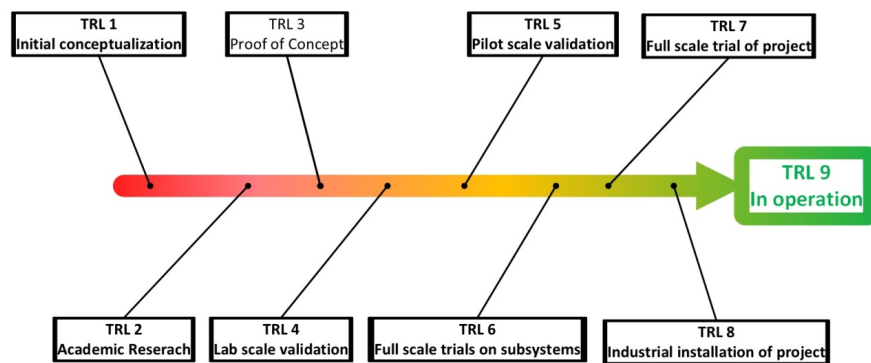 TRL 1
Initial conceptualization
TRL 3
Proof of Concept
TRL 5
Pilot scale validation
TRL 7
Full scale trial of project
TRL 9
In operation
TRL 2
Academic Reserach
TRL 4
Lab scale validation
TRL 6
Full scale trials on subsystems
TRL 8
Industrial installation of project